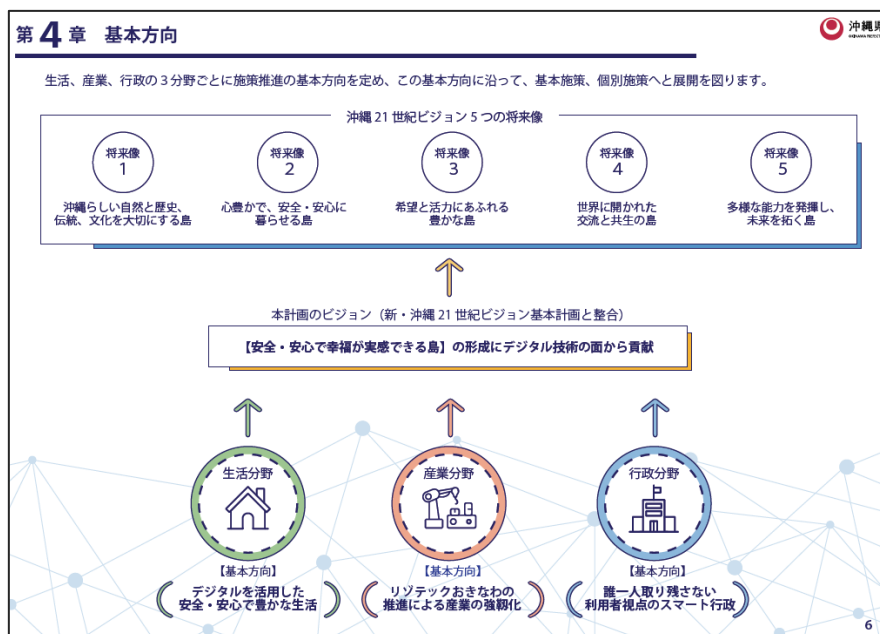 第4章 基本方向
沖縄県
生活、産業、行政の３分野ごとに施策推進の基本方向を定め、この基本方向に沿って、基本施策、個別施策へと展開を図ります。
沖縄21世紀ビジョン5つの将来像
将来像
1
沖縄らしい自然と歴史、
伝統、文化を大切にする島
将来像
2
心豊かで、安全・安心に
暮らせる島
将来像
3
希望と活力にあふれる
豊かな島
将来像
4
世界に開かれた
交流と共生の島
将来像
5
多様な能力を発揮し、
未来を拓く島
本計画のビジョン（新・沖縄21世紀ビジョン基本計画と整合）
【安全・安心で幸福が実感できる島】の形成にデジタル技術の面から貢献
生活分野
【基本方向】
デジタルを活用した
安全・安心で豊かな生活
産業分野
【基本方向】
リゾテックおきなわの
推進による産業の強靱化
行政分野
【基本方向】
誰一人取り残さない
利用者視点のスマート行政
6